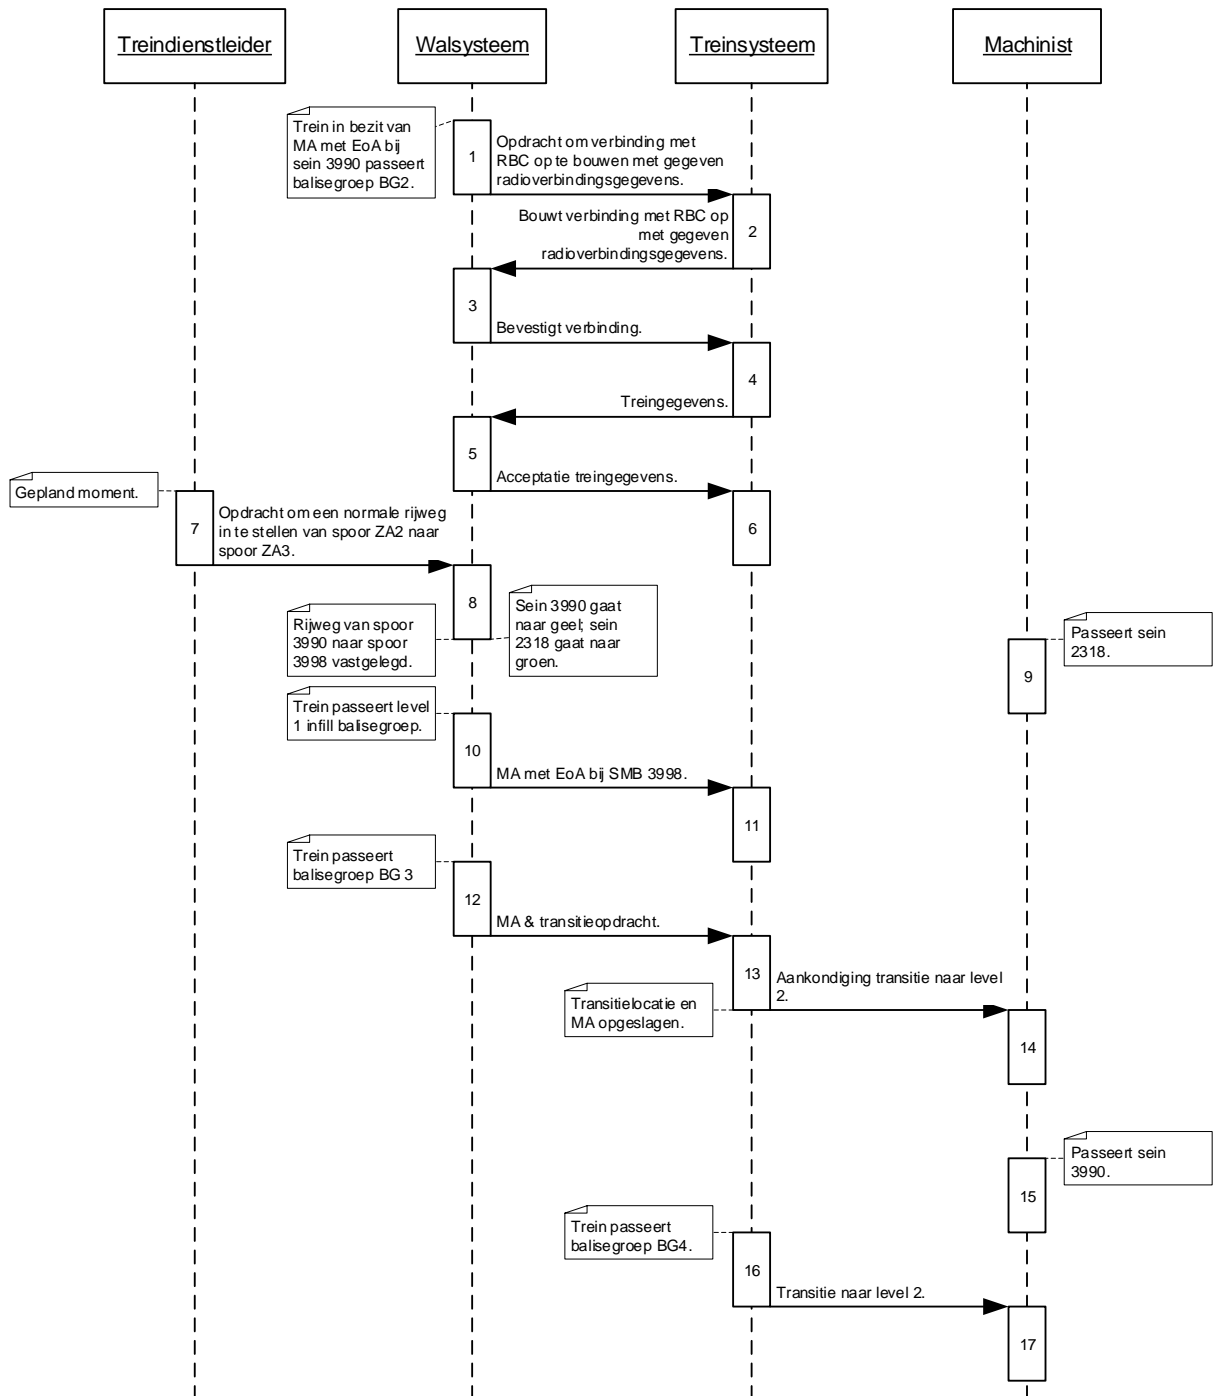 Treindienstleider
Walsysteem
Treinsysteem
Machinist
Trein in bezit van
MA met EoA bij
sein 3990 passeert
balisegroep BG2.
1
Opdracht om verbinding met
RBC op te bouwen met gegeven
radioverbindingsgegevens.
Bouwt verbinding met RBC op
met gegeven
radioverbindingsgegevens.
2
3
Bevestigt verbinding.
4
Treingegevens.
5
Acceptatie treingegevens.
Gepland moment.
7
Opdracht om een normale rijweg
in te stellen van spoor ZA2 naar
spoor ZA3.
6
8
Rijweg van spoor
3990 naar spoor
3998 vastgelegd.
Sein 3990 gaat
naar geel; sein
2318 gaat naar
groen.
Passeert sein
2318.
9
Trein passeert level
1 infill balisegroep.
10
MA met EoA bij SMB 3998.
11
Trein passeert
balisegroep BG 3
12
MA & transitieopdracht.
13
Aankondiging transitie naar level
2.
Transitielocatie en
MA opgeslagen.
14
Passeert sein
3990.
15
Trein passeert
balisegroep BG4.
16
Transitie naar level 2.
17